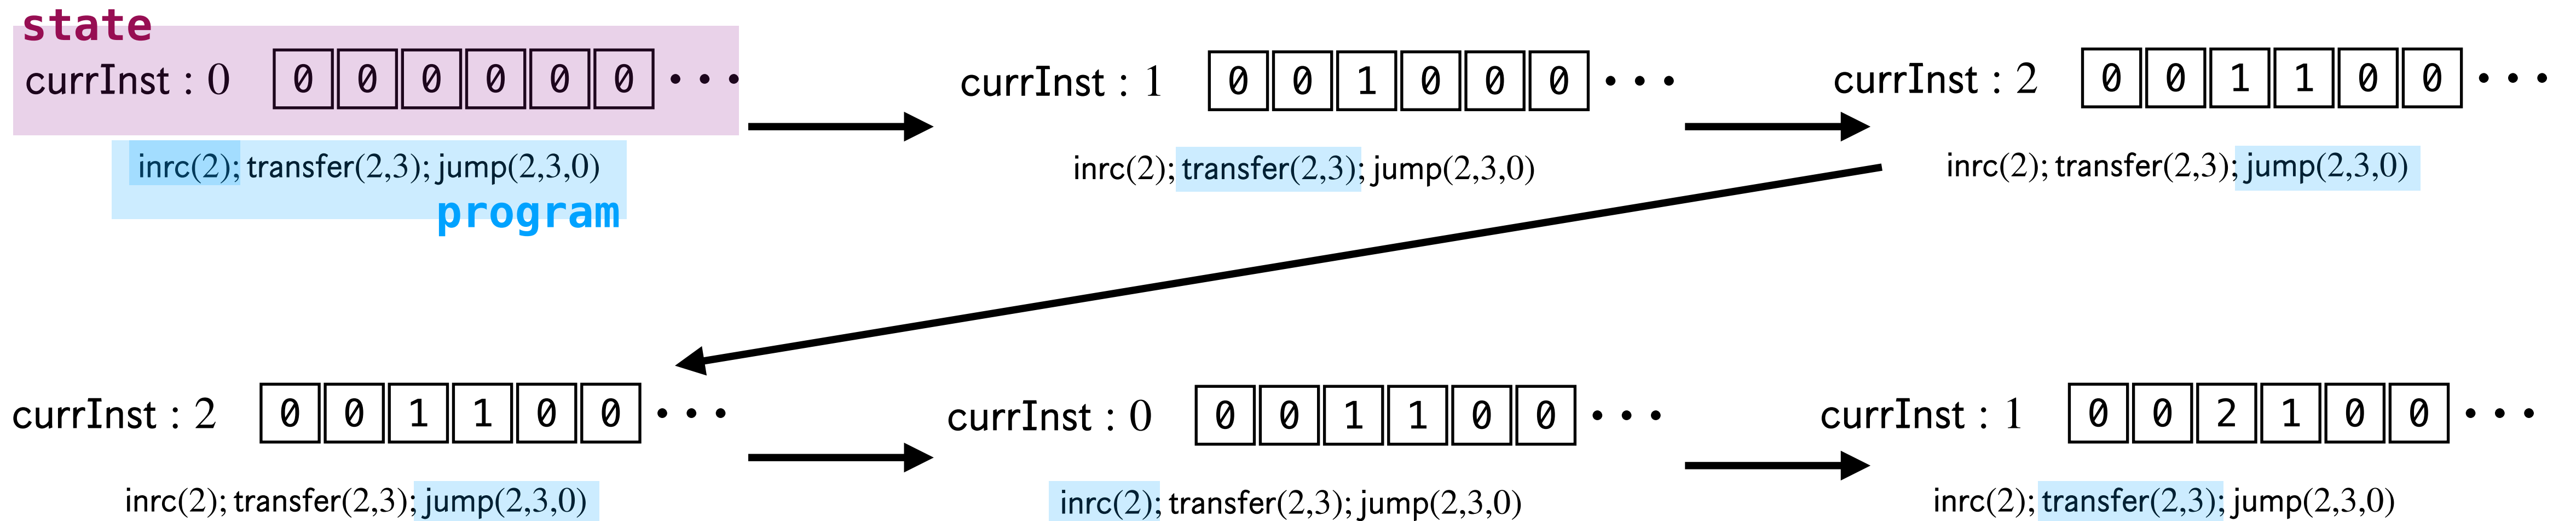 state
currInst : 0 0 0 0 0 0 0 ...
inrc(2); transfer(2,3); jump(2,3,0)
program
currInst : 1 0 0 1 0 0 0 ...
inrc(2); transfer(2,3); jump(2,3,0)
currInst : 2 0 0 1 1 0 0 ...
inrc(2); transfer(2,3); jump(2,3,0)
currInst : 2 0 0 1 1 0 0 ...
inrc(2); transfer(2,3); jump(2,3,0)
currInst : 0 0 0 1 1 0 0 ...
inrc(2); transfer(2,3); jump(2,3,0)
currInst : 1 0 0 2 1 0 0 ...
inrc(2); transfer(2,3); jump(2,3,0)